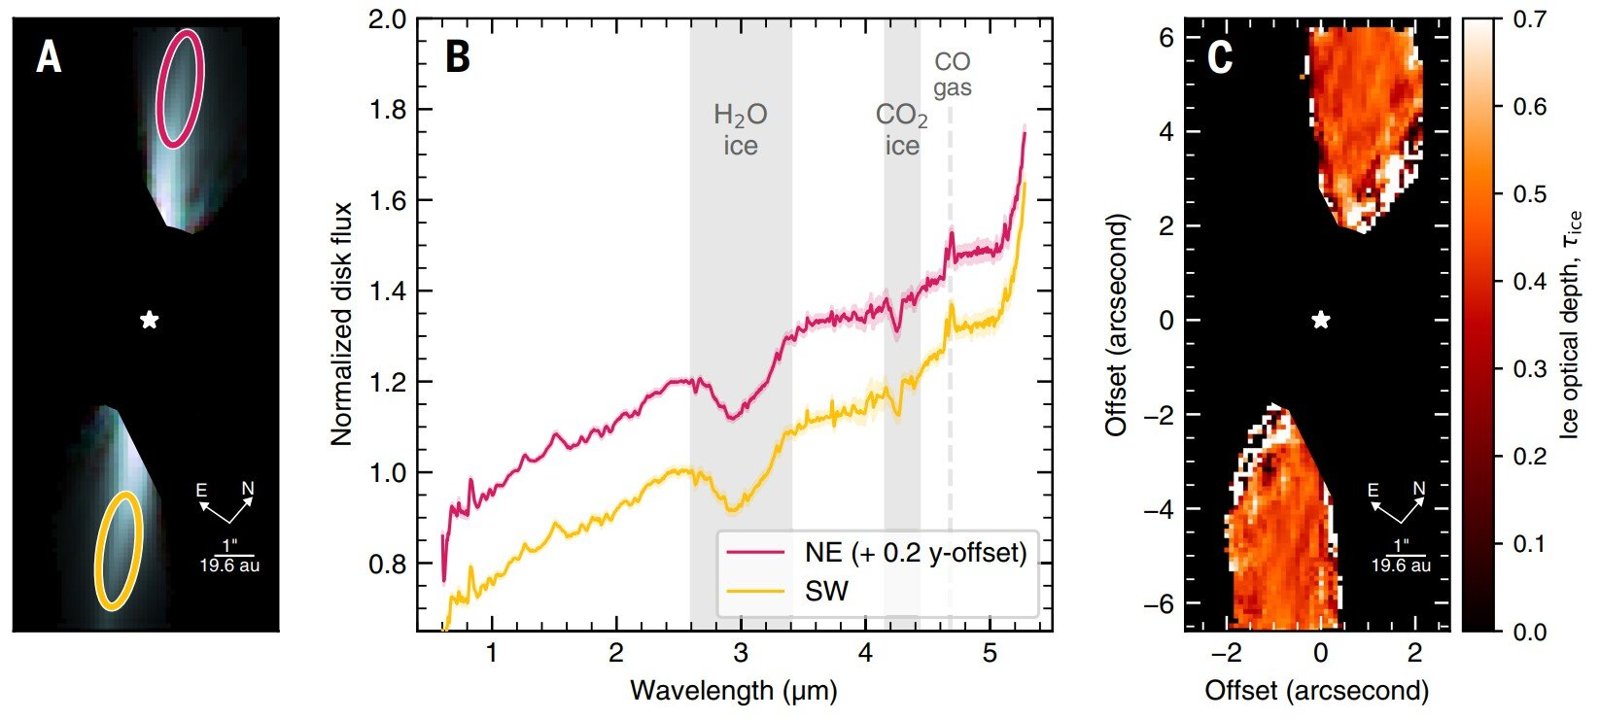 A
E N
1"
19.6 au
B
2.0
1.8
1.6
1.4
1.2
1.0
0.8
Normalized disk flux
H₂O
ice
CO₂
ice
CO
gas
NE (+ 0.2 y-offset)
SW
1 2 3 4 5
Wavelength (μm)
C
6
4
2
0
−2
−4
−6
Offset (arcsecond)
E N
1"
19.6 au
−2 0 2
Offset (arcsecond)
0.7
0.6
0.5
0.4
0.3
0.2
0.1
0.0
Ice optical depth, τice